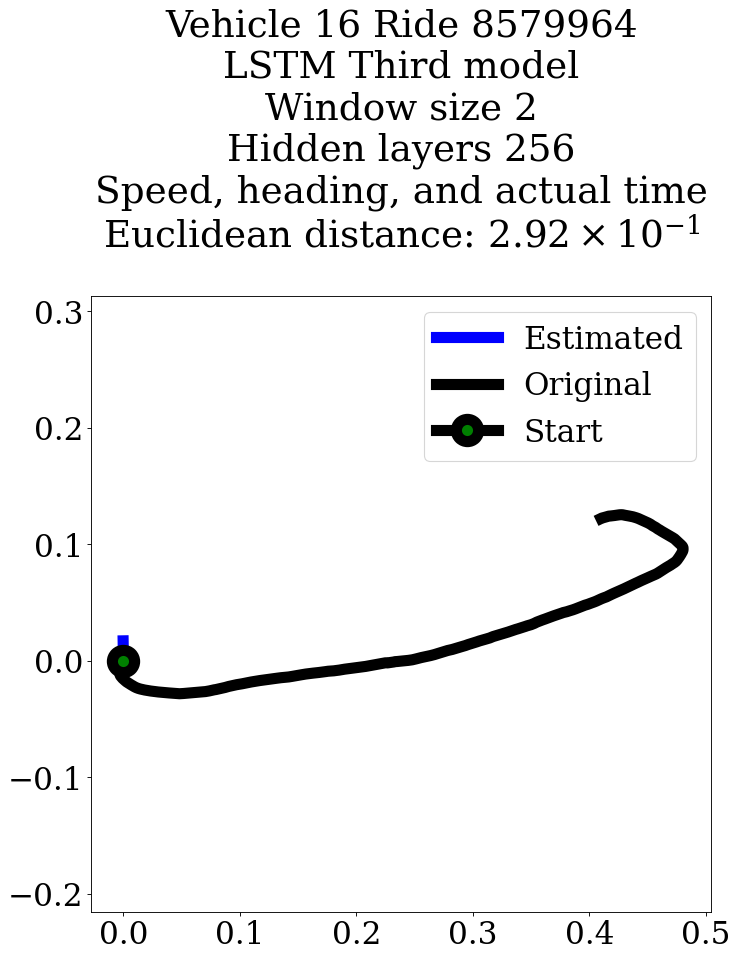 Vehicle 16 Ride 8579964
LSTM Third model
Window size 2
Hidden layers 256
Speed, heading, and actual time
Euclidean distance: 2.92 × 10⁻¹
Estimated
Original
Start
0.3
0.2
0.1
0.0
−0.1
−0.2
0.0 0.1 0.2 0.3 0.4 0.5